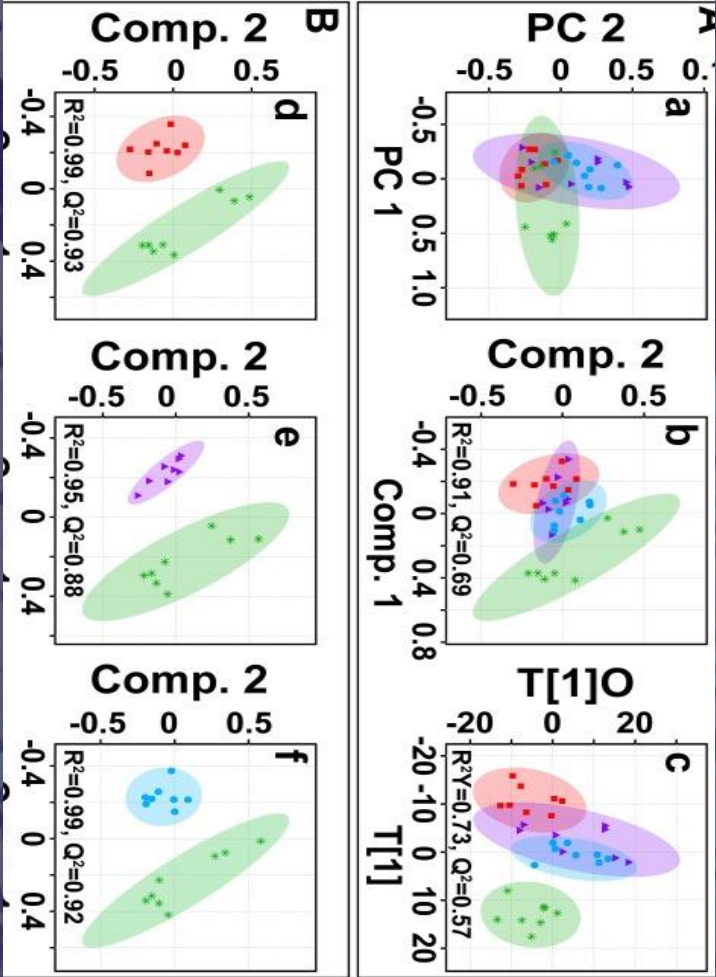 A
a
PC 2
-0.5 0 0.5
-0.5 0 0.5 1.0
PC 1
b
Comp. 2
-0.5 0 0.5
R²=0.91, Q²=0.69
-0.4 0 0.4 0.8
Comp. 1
c
T[1]O
-20 0 20
R²Y=0.73, Q²=0.57
-20 -10 0 10 20
T[1]
B
d
Comp. 2
-0.5 0 0.5
R²=0.99, Q²=0.93
-0.4 0 0.4
e
Comp. 2
-0.5 0 0.5
R²=0.95, Q²=0.88
-0.4 0 0.4
f
Comp. 2
-0.5 0 0.5
R²=0.99, Q²=0.92
-0.4 0 0.4